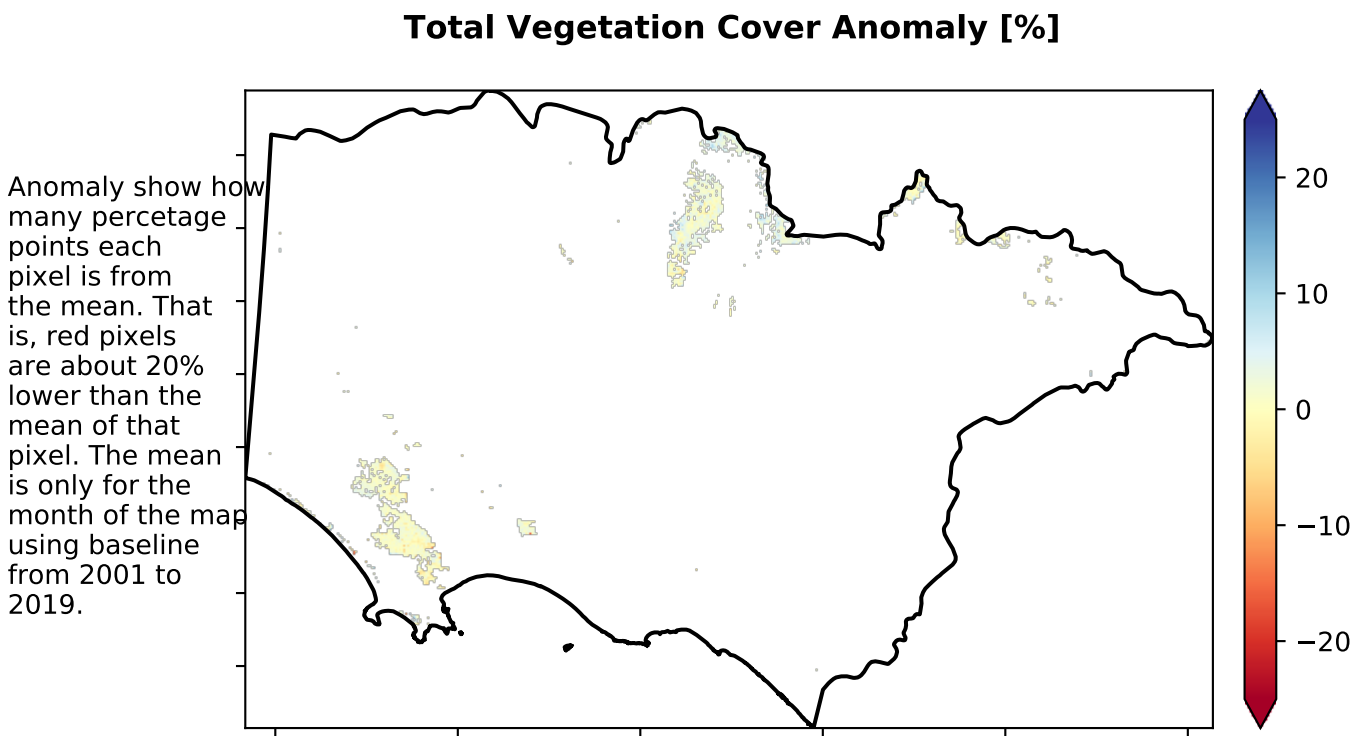 Total Vegetation Cover Anomaly [%]
Anomaly show how
many percetage
points each
pixel is from
the mean. That
is, red pixels
are about 20%
lower than the
mean of that
pixel. The mean
is only for the
month of the map
using baseline
from 2001 to
2019.
20
10
0
−10
−20